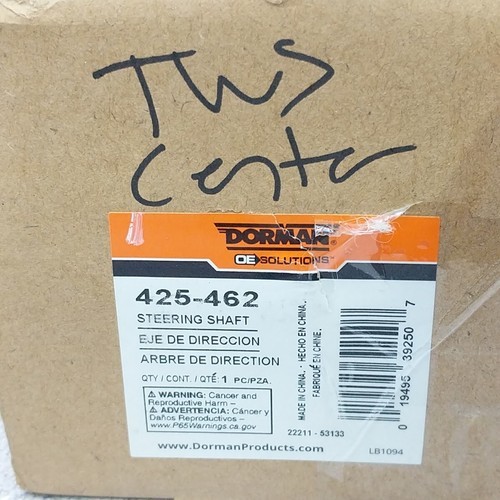 TWS
Center
DORMAN
OE SOLUTIONS™
425-462
STEERING SHAFT
EJE DE DIRECCION
ARBRE DE DIRECTION
QTY / CONT. / QTÉ: 1 PC/PZA.
⚠ WARNING: Cancer and
Reproductive Harm –
⚠ ADVERTENCIA: Cáncer y
Daños Reproductivos –
www.P65Warnings.ca.gov
MADE IN CHINA. - HECHO EN CHINA.
FABRIQUÉ EN CHINE.
22211 - 53133
0 19495 39250 7
www.DormanProducts.com
LB1094